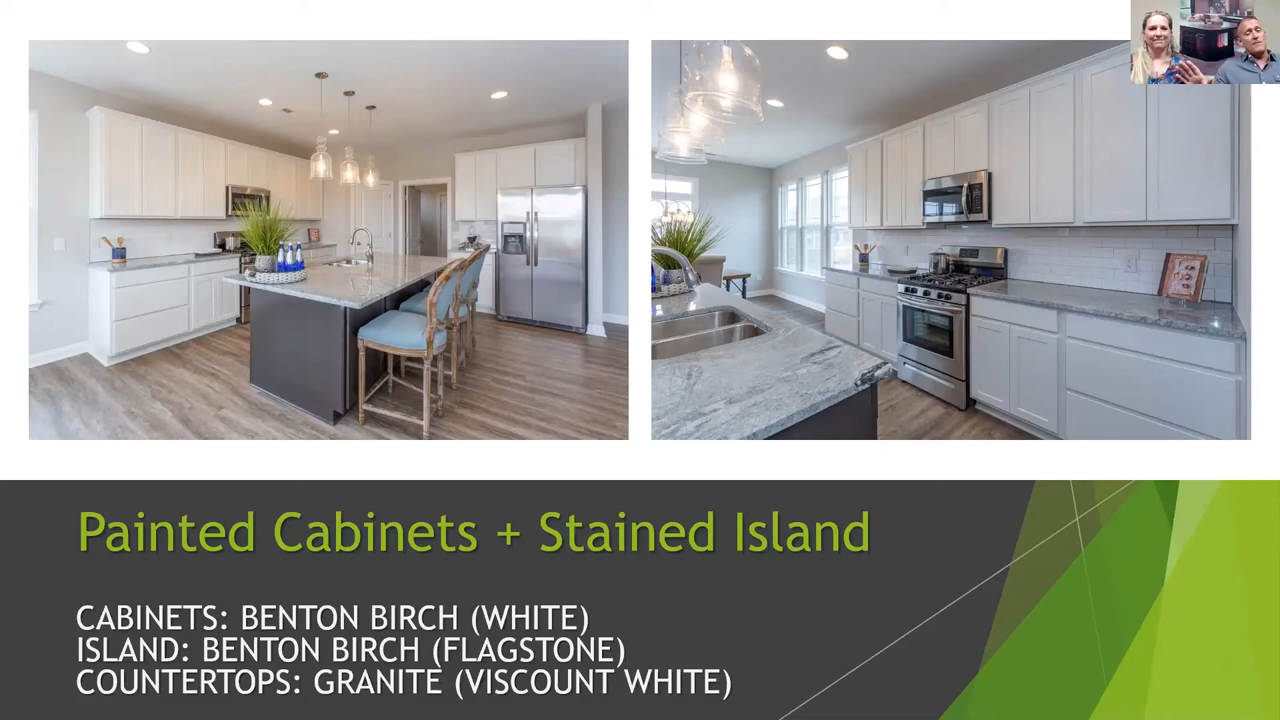 Painted Cabinets + Stained Island
CABINETS: BENTON BIRCH (WHITE)
ISLAND: BENTON BIRCH (FLAGSTONE)
COUNTERTOPS: GRANITE (VISCOUNT WHITE)